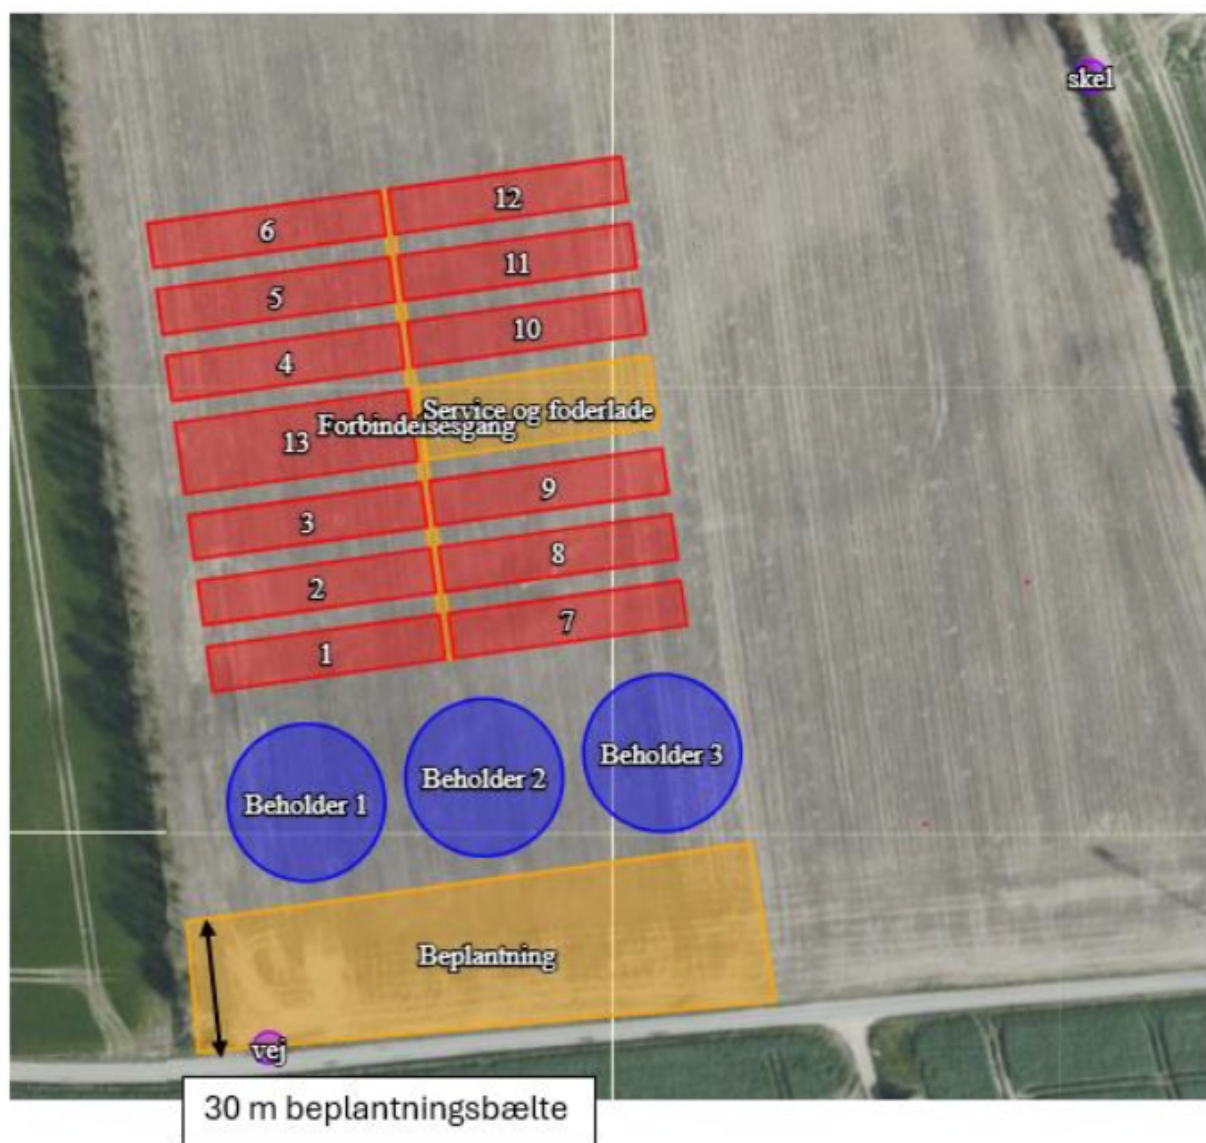 skel
12
6
11
5
10
4
Service og foderlade
Forbindelsesgang
13
9
3
8
2
7
1
Beholder 3
Beholder 2
Beholder 1
Beplantning
vej
30 m beplantningsbælte